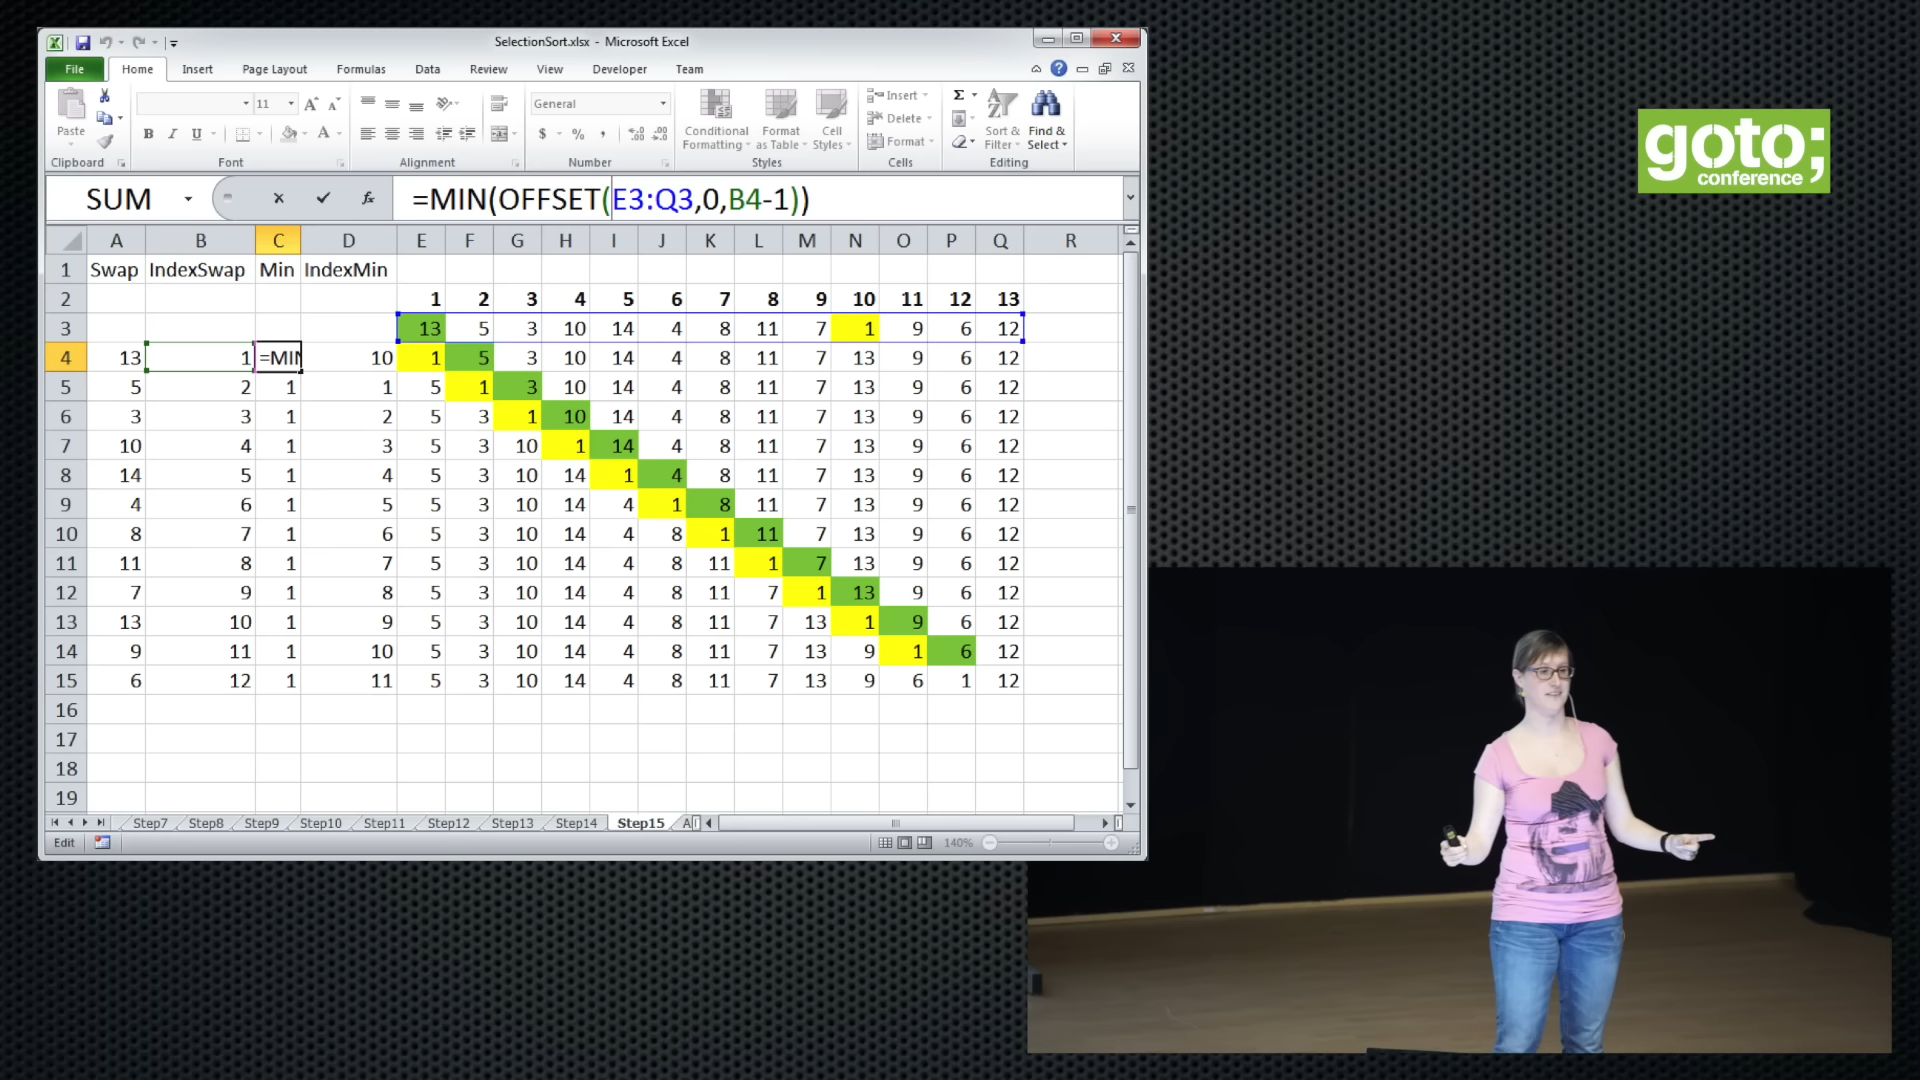 SelectionSort.xlsx - Microsoft Excel
File Home Insert Page Layout Formulas Data Review View Developer Team
Paste
Clipboard
11
B I U
Font
Alignment
General
$ % ,
Number
Conditional Formatting
Format as Table
Cell Styles
Styles
Insert
Delete
Format
Cells
Σ
Sort & Filter
Find & Select
Editing
SUM fx =MIN(OFFSET(E3:Q3,0,B4-1))
A B C D E F G H I J K L M N O P Q R
1 Swap IndexSwap Min IndexMin
2 1 2 3 4 5 6 7 8 9 10 11 12 13
3 13 5 3 10 14 4 8 11 7 1 9 6 12
4 13 1 =MIN 10 1 5 3 10 14 4 8 11 7 13 9 6 12
5 5 2 1 1 5 1 3 10 14 4 8 11 7 13 9 6 12
6 3 3 1 2 5 3 1 10 14 4 8 11 7 13 9 6 12
7 10 4 1 3 5 3 10 1 14 4 8 11 7 13 9 6 12
8 14 5 1 4 5 3 10 14 1 4 8 11 7 13 9 6 12
9 4 6 1 5 5 3 10 14 4 1 8 11 7 13 9 6 12
10 8 7 1 6 5 3 10 14 4 8 1 11 7 13 9 6 12
11 11 8 1 7 5 3 10 14 4 8 11 1 7 13 9 6 12
12 7 9 1 8 5 3 10 14 4 8 11 7 1 13 9 6 12
13 13 10 1 9 5 3 10 14 4 8 11 7 13 1 9 6 12
14 9 11 1 10 5 3 10 14 4 8 11 7 13 9 1 6 12
15 6 12 1 11 5 3 10 14 4 8 11 7 13 9 6 1 12
16
17
18
19
Step7 Step8 Step9 Step10 Step11 Step12 Step13 Step14 Step15 A
Edit 140%
goto;
conference